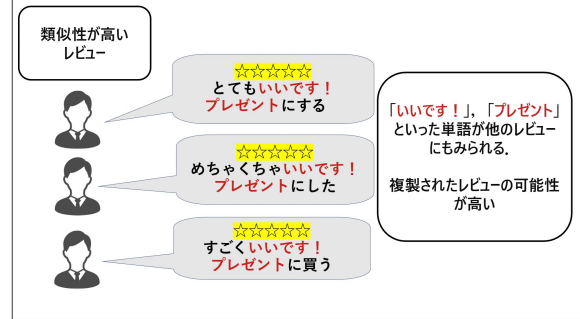 類似性が高い
レビュー
☆☆☆☆☆
とてもいいです！
プレゼントにする
☆☆☆☆☆
めちゃくちゃいいです！
プレゼントにした
☆☆☆☆☆
すごくいいです！
プレゼントに買う
「いいです！」，「プレゼント」
といった単語が他のレビュー
にもみられる．
複製されたレビューの可能性
が高い